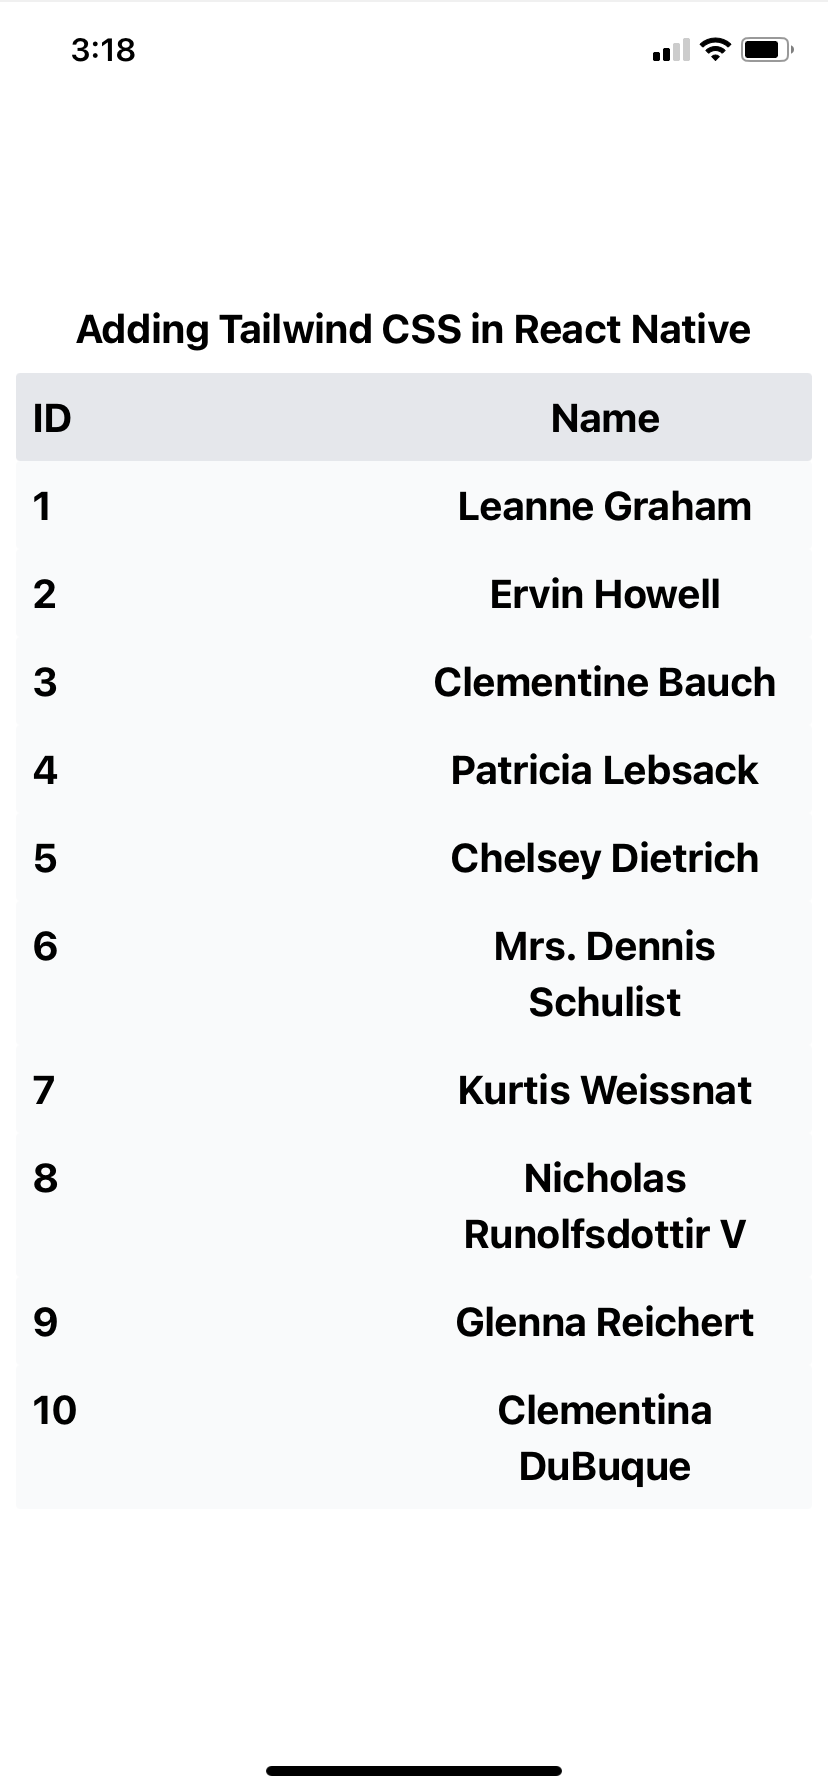 3:18
Adding Tailwind CSS in React Native
ID Name
1 Leanne Graham
2 Ervin Howell
3 Clementine Bauch
4 Patricia Lebsack
5 Chelsey Dietrich
6 Mrs. Dennis
Schulist
7 Kurtis Weissnat
8 Nicholas
Runolfsdottir V
9 Glenna Reichert
10 Clementina
DuBuque